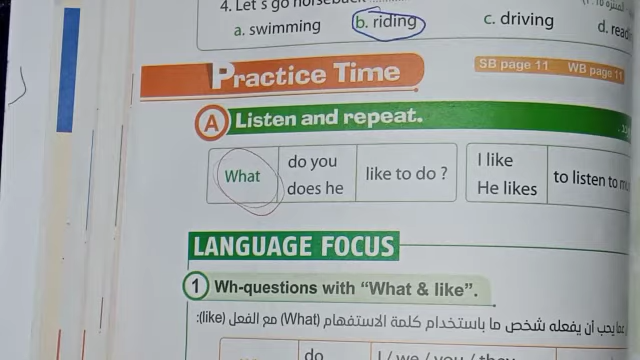 4. Let's go horseback
a. swimming b. riding c. driving d.
Practice Time
SB page 11 WB page 11
A Listen and repeat.
What do you like to do ? I like to listen to
does he He likes
LANGUAGE FOCUS
1 Wh-questions with “What & like”.
يحب أن يفعله شخص ما باستخدام كلمة الاستفهام (What) مع الفعل (like):
do I / we / you / they